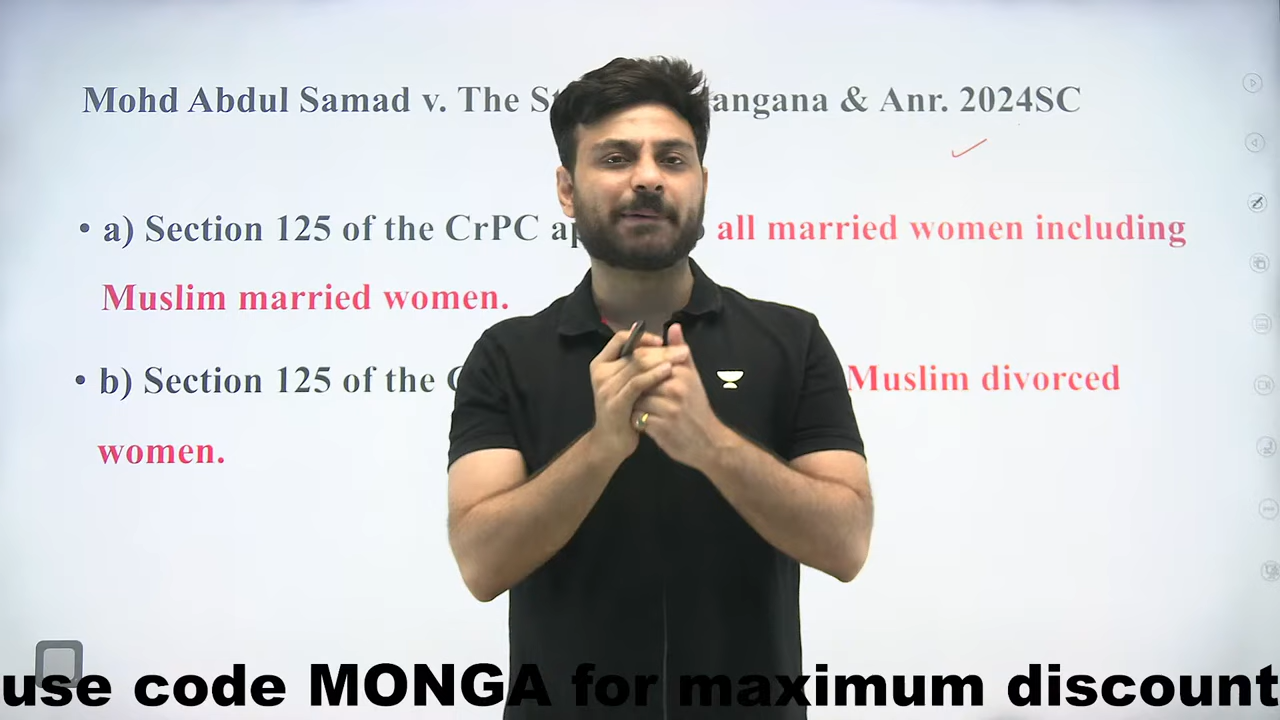 Mohd Abdul Samad v. The St angana & Anr. 2024SC
• a) Section 125 of the CrPC ap all married women including
Muslim married women.
• b) Section 125 of the Muslim divorced
women.
use code MONGA for maximum discount